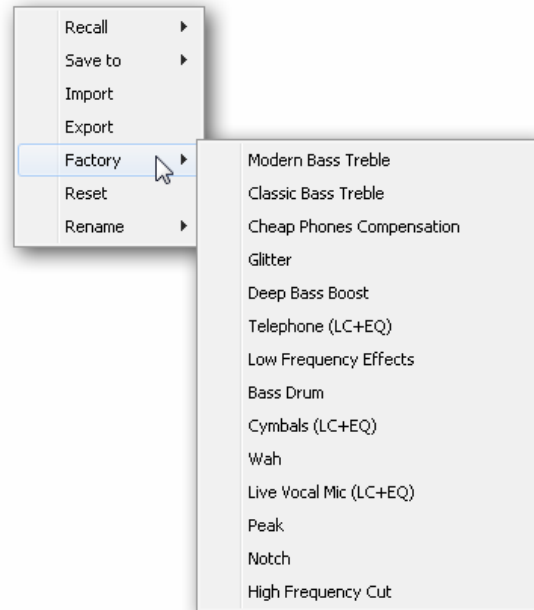 Recall
Save to
Import
Export
Factory
Reset
Rename
Modern Bass Treble
Classic Bass Treble
Cheap Phones Compensation
Glitter
Deep Bass Boost
Telephone (LC+EQ)
Low Frequency Effects
Bass Drum
Cymbals (LC+EQ)
Wah
Live Vocal Mic (LC+EQ)
Peak
Notch
High Frequency Cut